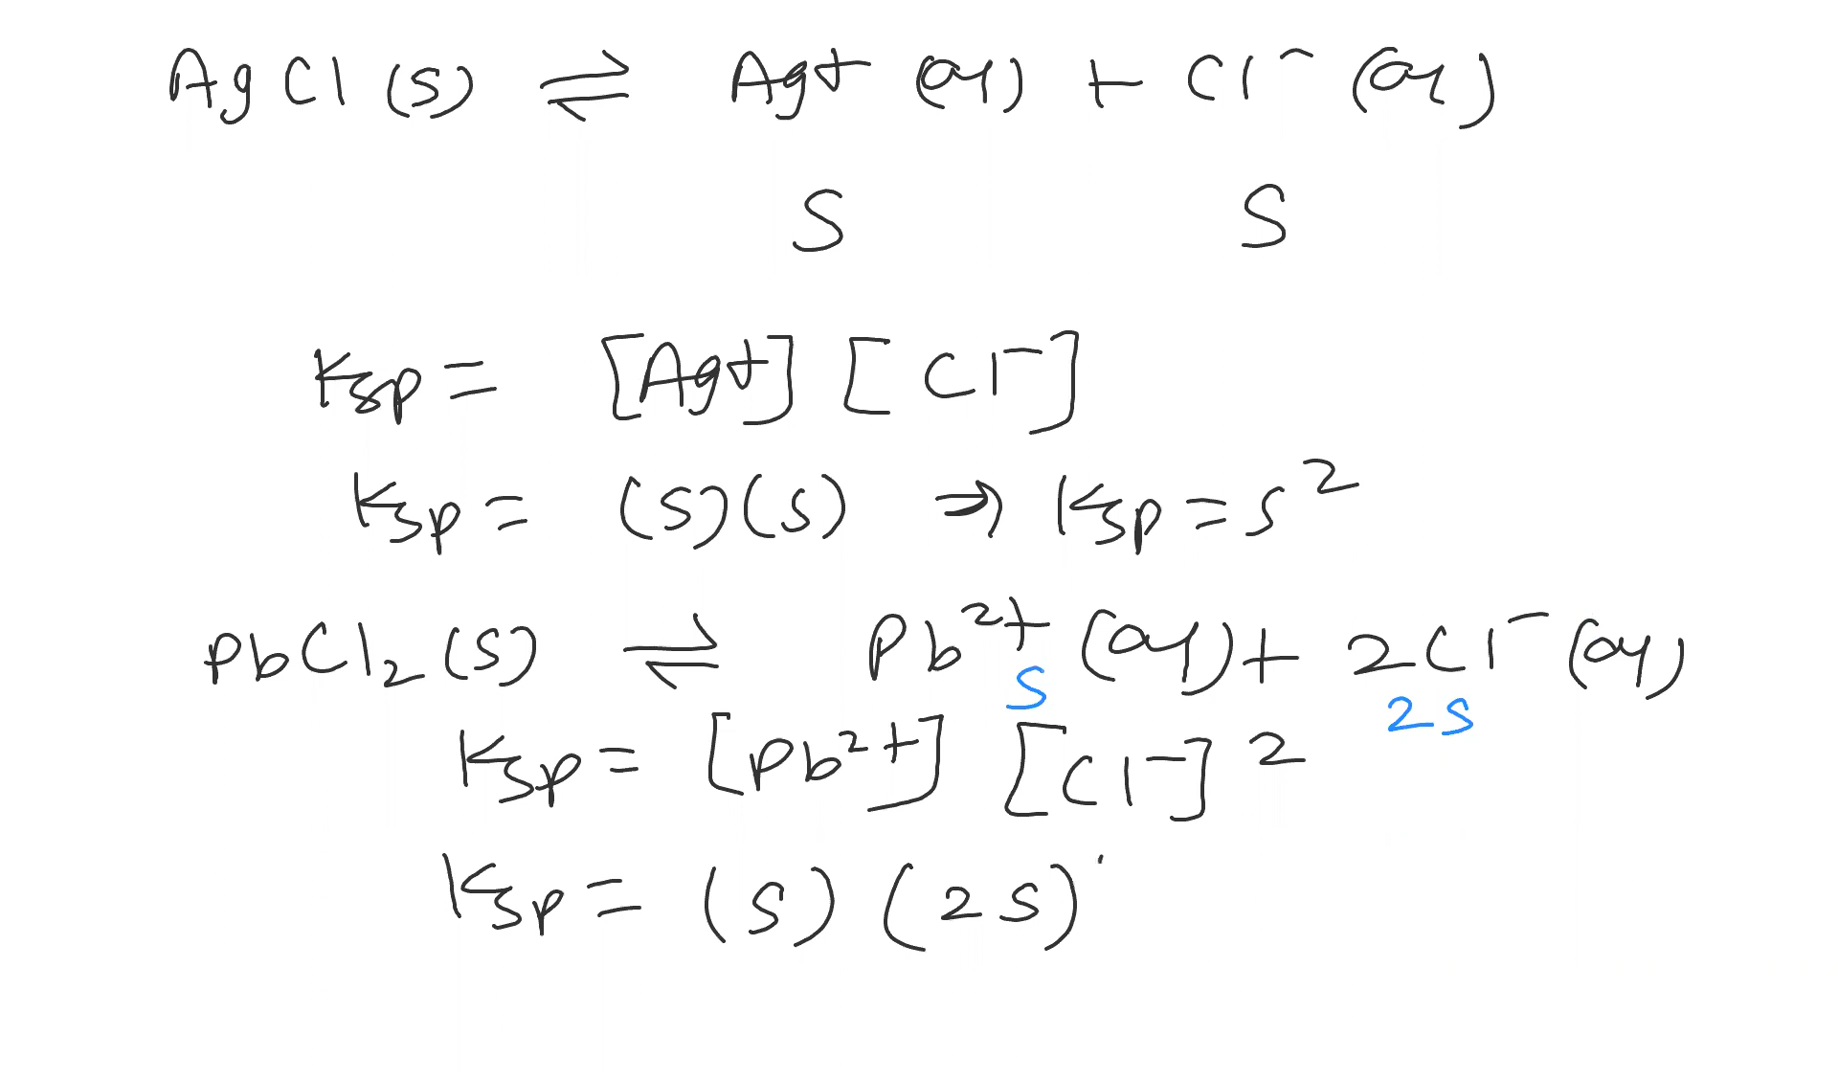 AgCl (s) ⇌ Ag+ (aq) + Cl⁻ (aq)
S S
Ksp = [Ag+] [Cl⁻]
Ksp = (s)(s) → Ksp = s²
PbCl₂ (s) ⇌ Pb²⁺ (aq) + 2Cl⁻ (aq)
S 2S
Ksp = [Pb²⁺] [Cl⁻]²
Ksp = (s) (2s)